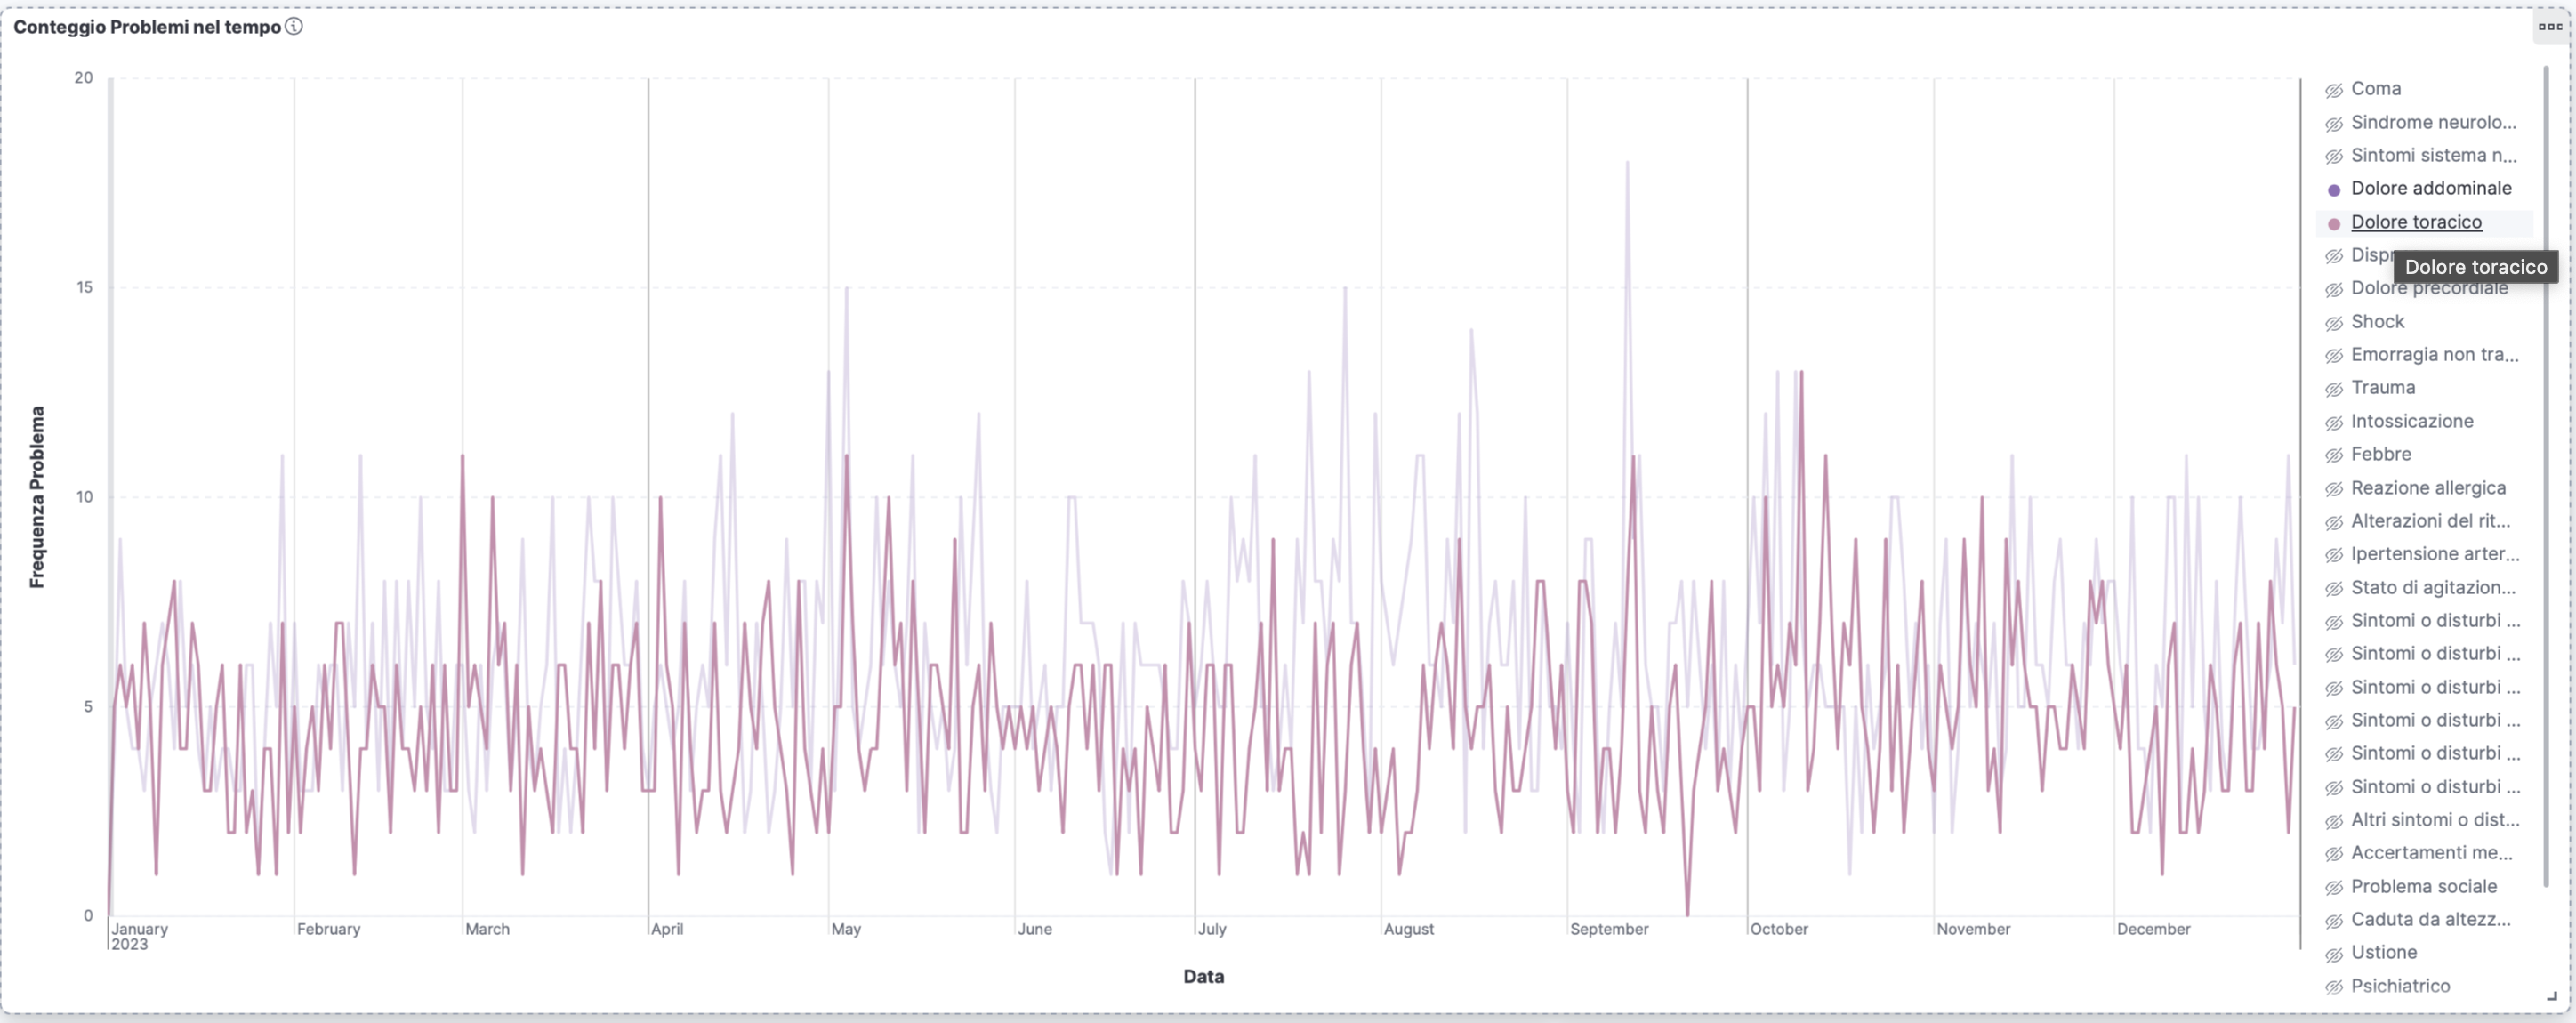 Conteggio Problemi nel tempo
20
15
10
5
0
Frequenza Problema
January
2023
February
March
April
May
June
July
August
September
October
November
December
Data
Coma
Sindrome neurolo...
Sintomi sistema n...
Dolore addominale
Dolore toracico
Disp
Dolore toracico
Dolore precordiale
Shock
Emorragia non tra...
Trauma
Intossicazione
Febbre
Reazione allergica
Alterazioni del rit...
Ipertensione arter...
Stato di agitazion...
Sintomi o disturbi ...
Sintomi o disturbi ...
Sintomi o disturbi ...
Sintomi o disturbi ...
Sintomi o disturbi ...
Sintomi o disturbi ...
Altri sintomi o dist...
Accertamenti me...
Problema sociale
Caduta da altezz...
Ustione
Psichiatrico